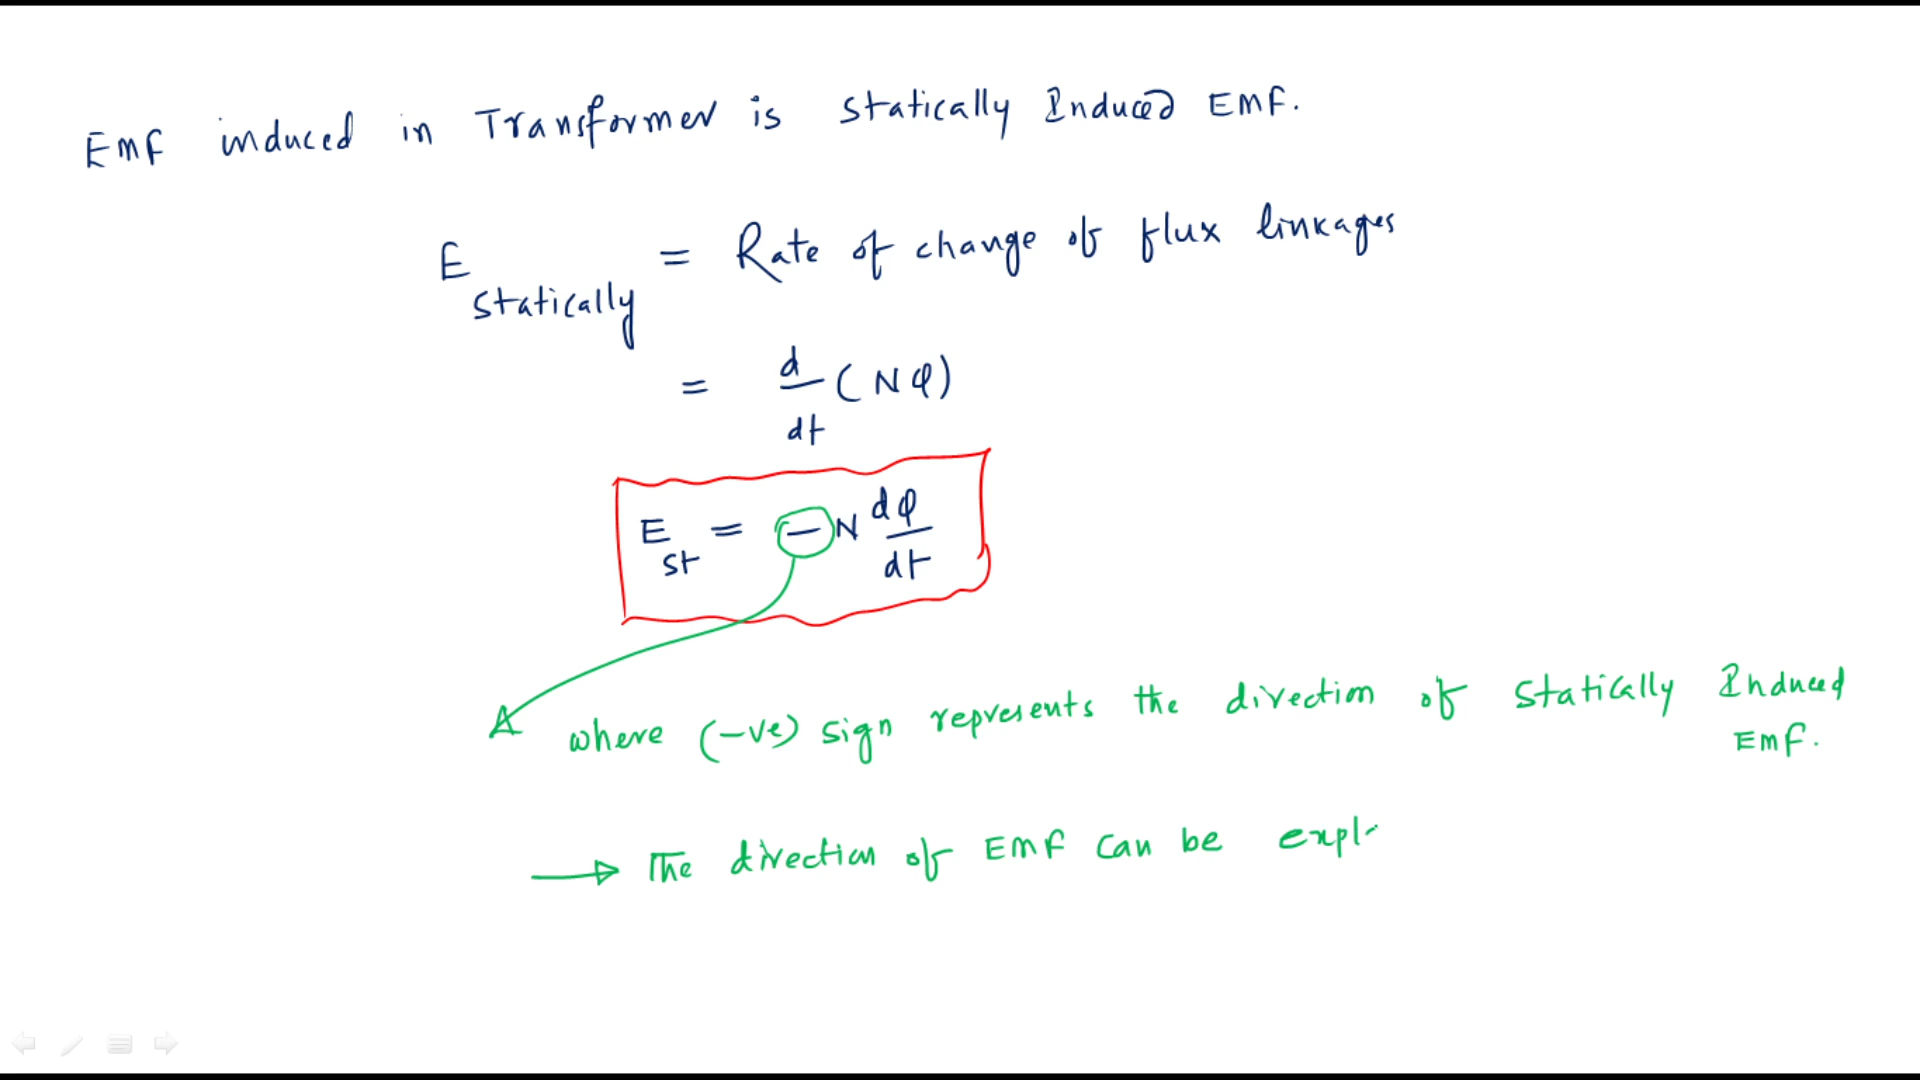 Emf induced in Transformer is statically Induced EMF.
E statically = Rate of change of flux linkages
= d/dt (Nφ)
E st = -N dφ/dt
where (-ve) sign represents the direction of statically Induced
Emf.
→ The direction of EMF can be expl